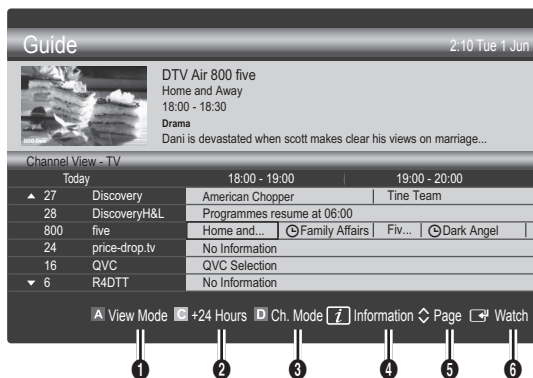 Guide 2:10 Tue 1 Jun
DTV Air 800 five
Home and Away
18:00 - 18:30
Drama
Dani is devastated when scott makes clear his views on marriage...
800 five
Channel View - TV
Today 18:00 - 19:00 19:00 - 20:00
▲ 27 Discovery American Chopper Tine Team
28 DiscoveryH&L Programmes resume at 06:00
800 five Home and... Family Affairs Fiv... Dark Angel
24 price-drop.tv No Information
16 QVC QVC Selection
▼ 6 R4DTT No Information
A View Mode C +24 Hours D Ch. Mode i Information Page Watch
1 2 3 4 5 6